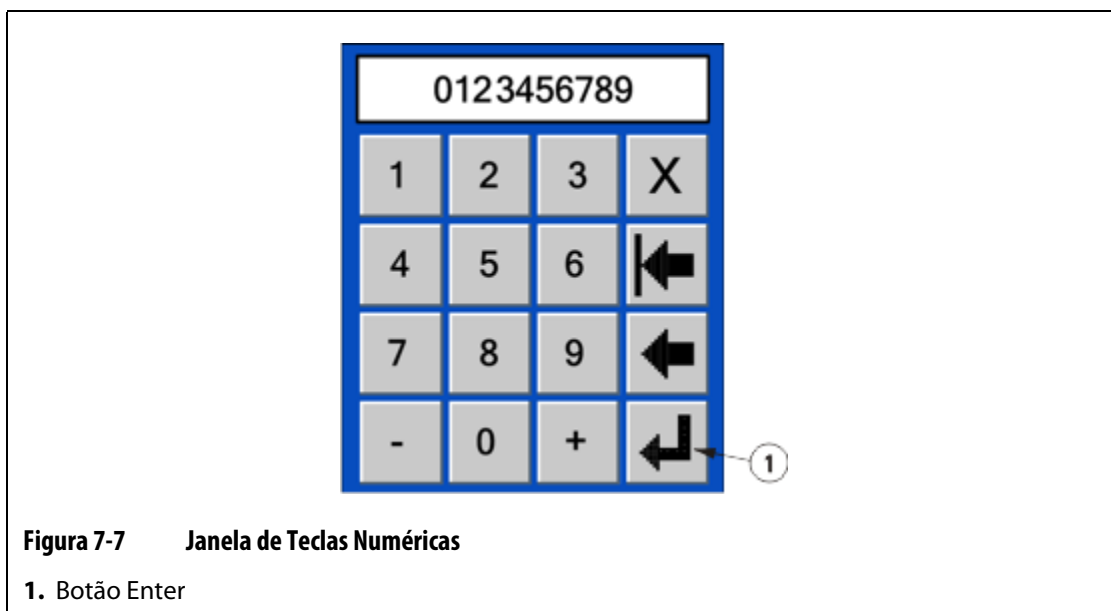 0123456789
1 2 3 X
4 5 6
7 8 9
- 0 +
1
Figura 7-7 Janela de Teclas Numéricas
1. Botão Enter